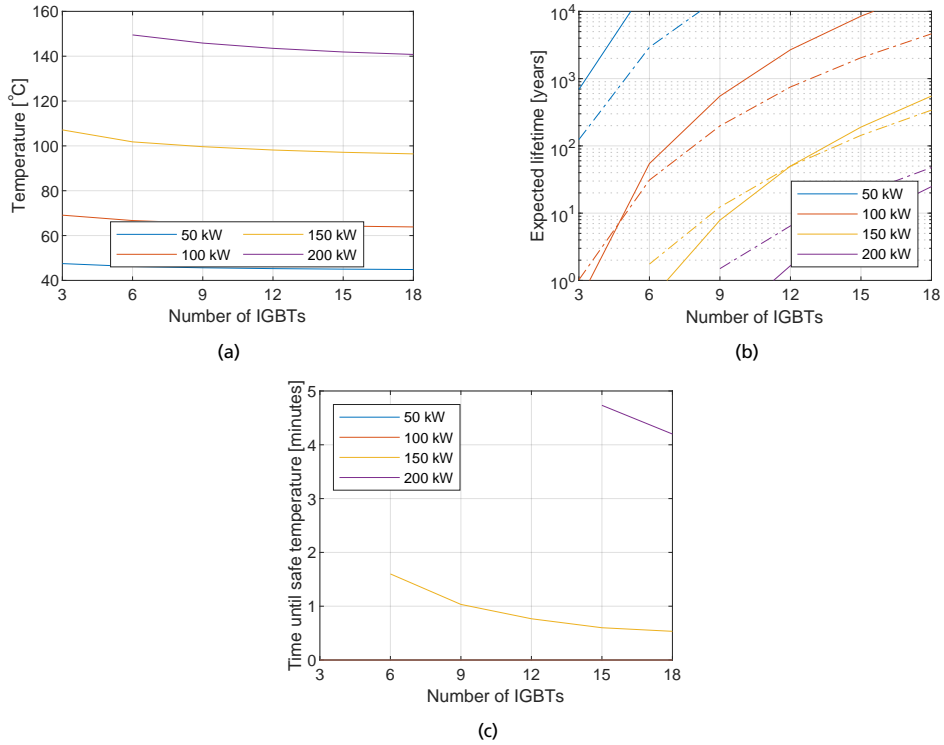 160
140
120
100
80
60
40
3 6 9 12 15 18
Temperature [°C]
Number of IGBTs
50 kW 150 kW
100 kW 200 kW
(a)
10^4
10^3
10^2
10^1
10^0
3 6 9 12 15 18
Expected lifetime [years]
Number of IGBTs
50 kW
100 kW
150 kW
200 kW
(b)
5
4
3
2
1
0
3 6 9 12 15 18
Time until safe temperature [minutes]
Number of IGBTs
50 kW
100 kW
150 kW
200 kW
(c)